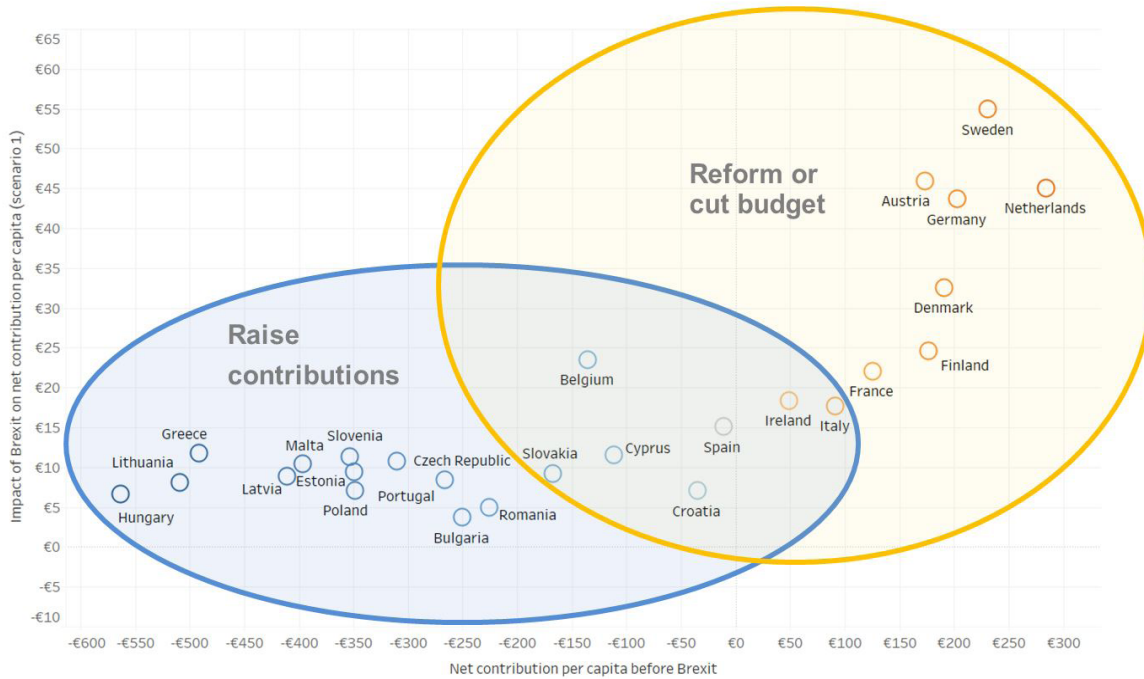 Impact of Brexit on net contribution per capita (scenario 1)
€65
€60
€55
€50
€45
€40
€35
€30
€25
€20
€15
€10
€5
€0
-€5
-€10
Sweden
Reform or
cut budget
Austria
Germany
Netherlands
Denmark
Raise
contributions
Belgium
Finland
France
Ireland
Italy
Greece
Slovenia
Malta
Lithuania
Czech Republic
Slovakia
Cyprus
Spain
Latvia
Estonia
Poland
Portugal
Hungary
Romania
Croatia
Bulgaria
-€600 -€550 -€500 -€450 -€400 -€350 -€300 -€250 -€200 -€150 -€100 -€50 €0 €50 €100 €150 €200 €250 €300
Net contribution per capita before Brexit